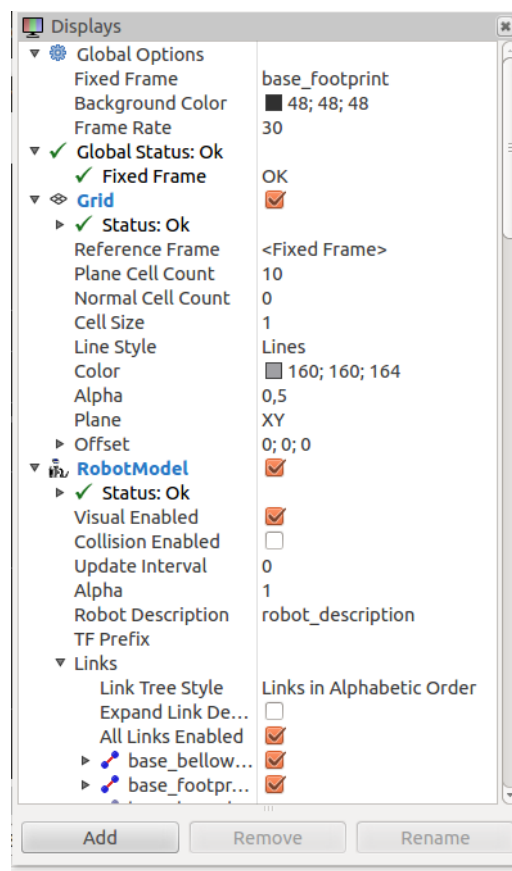 Displays
Global Options
Fixed Frame base_footprint
Background Color 48; 48; 48
Frame Rate 30
Global Status: Ok
Fixed Frame OK
Grid
Status: Ok
Reference Frame <Fixed Frame>
Plane Cell Count 10
Normal Cell Count 0
Cell Size 1
Line Style Lines
Color 160; 160; 164
Alpha 0,5
Plane XY
Offset 0; 0; 0
RobotModel
Status: Ok
Visual Enabled
Collision Enabled
Update Interval 0
Alpha 1
Robot Description robot_description
TF Prefix
Links
Link Tree Style Links in Alphabetic Order
Expand Link De...
All Links Enabled
base_bellow...
base_footpr...
Add Remove Rename